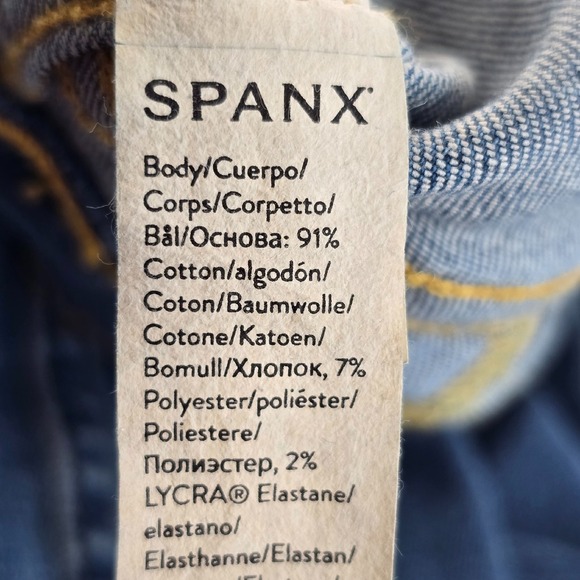 SPANX®
Body/Cuerpo/
Corps/Corpetto/
Bål/Основа: 91%
Cotton/algodón/
Coton/Baumwolle/
Cotone/Katoen/
Bomull/Хлопок, 7%
Polyester/poliéster/
Poliestere/
Полиэстер, 2%
LYCRA® Elastane/
elastano/
Elasthanne/Elastan/